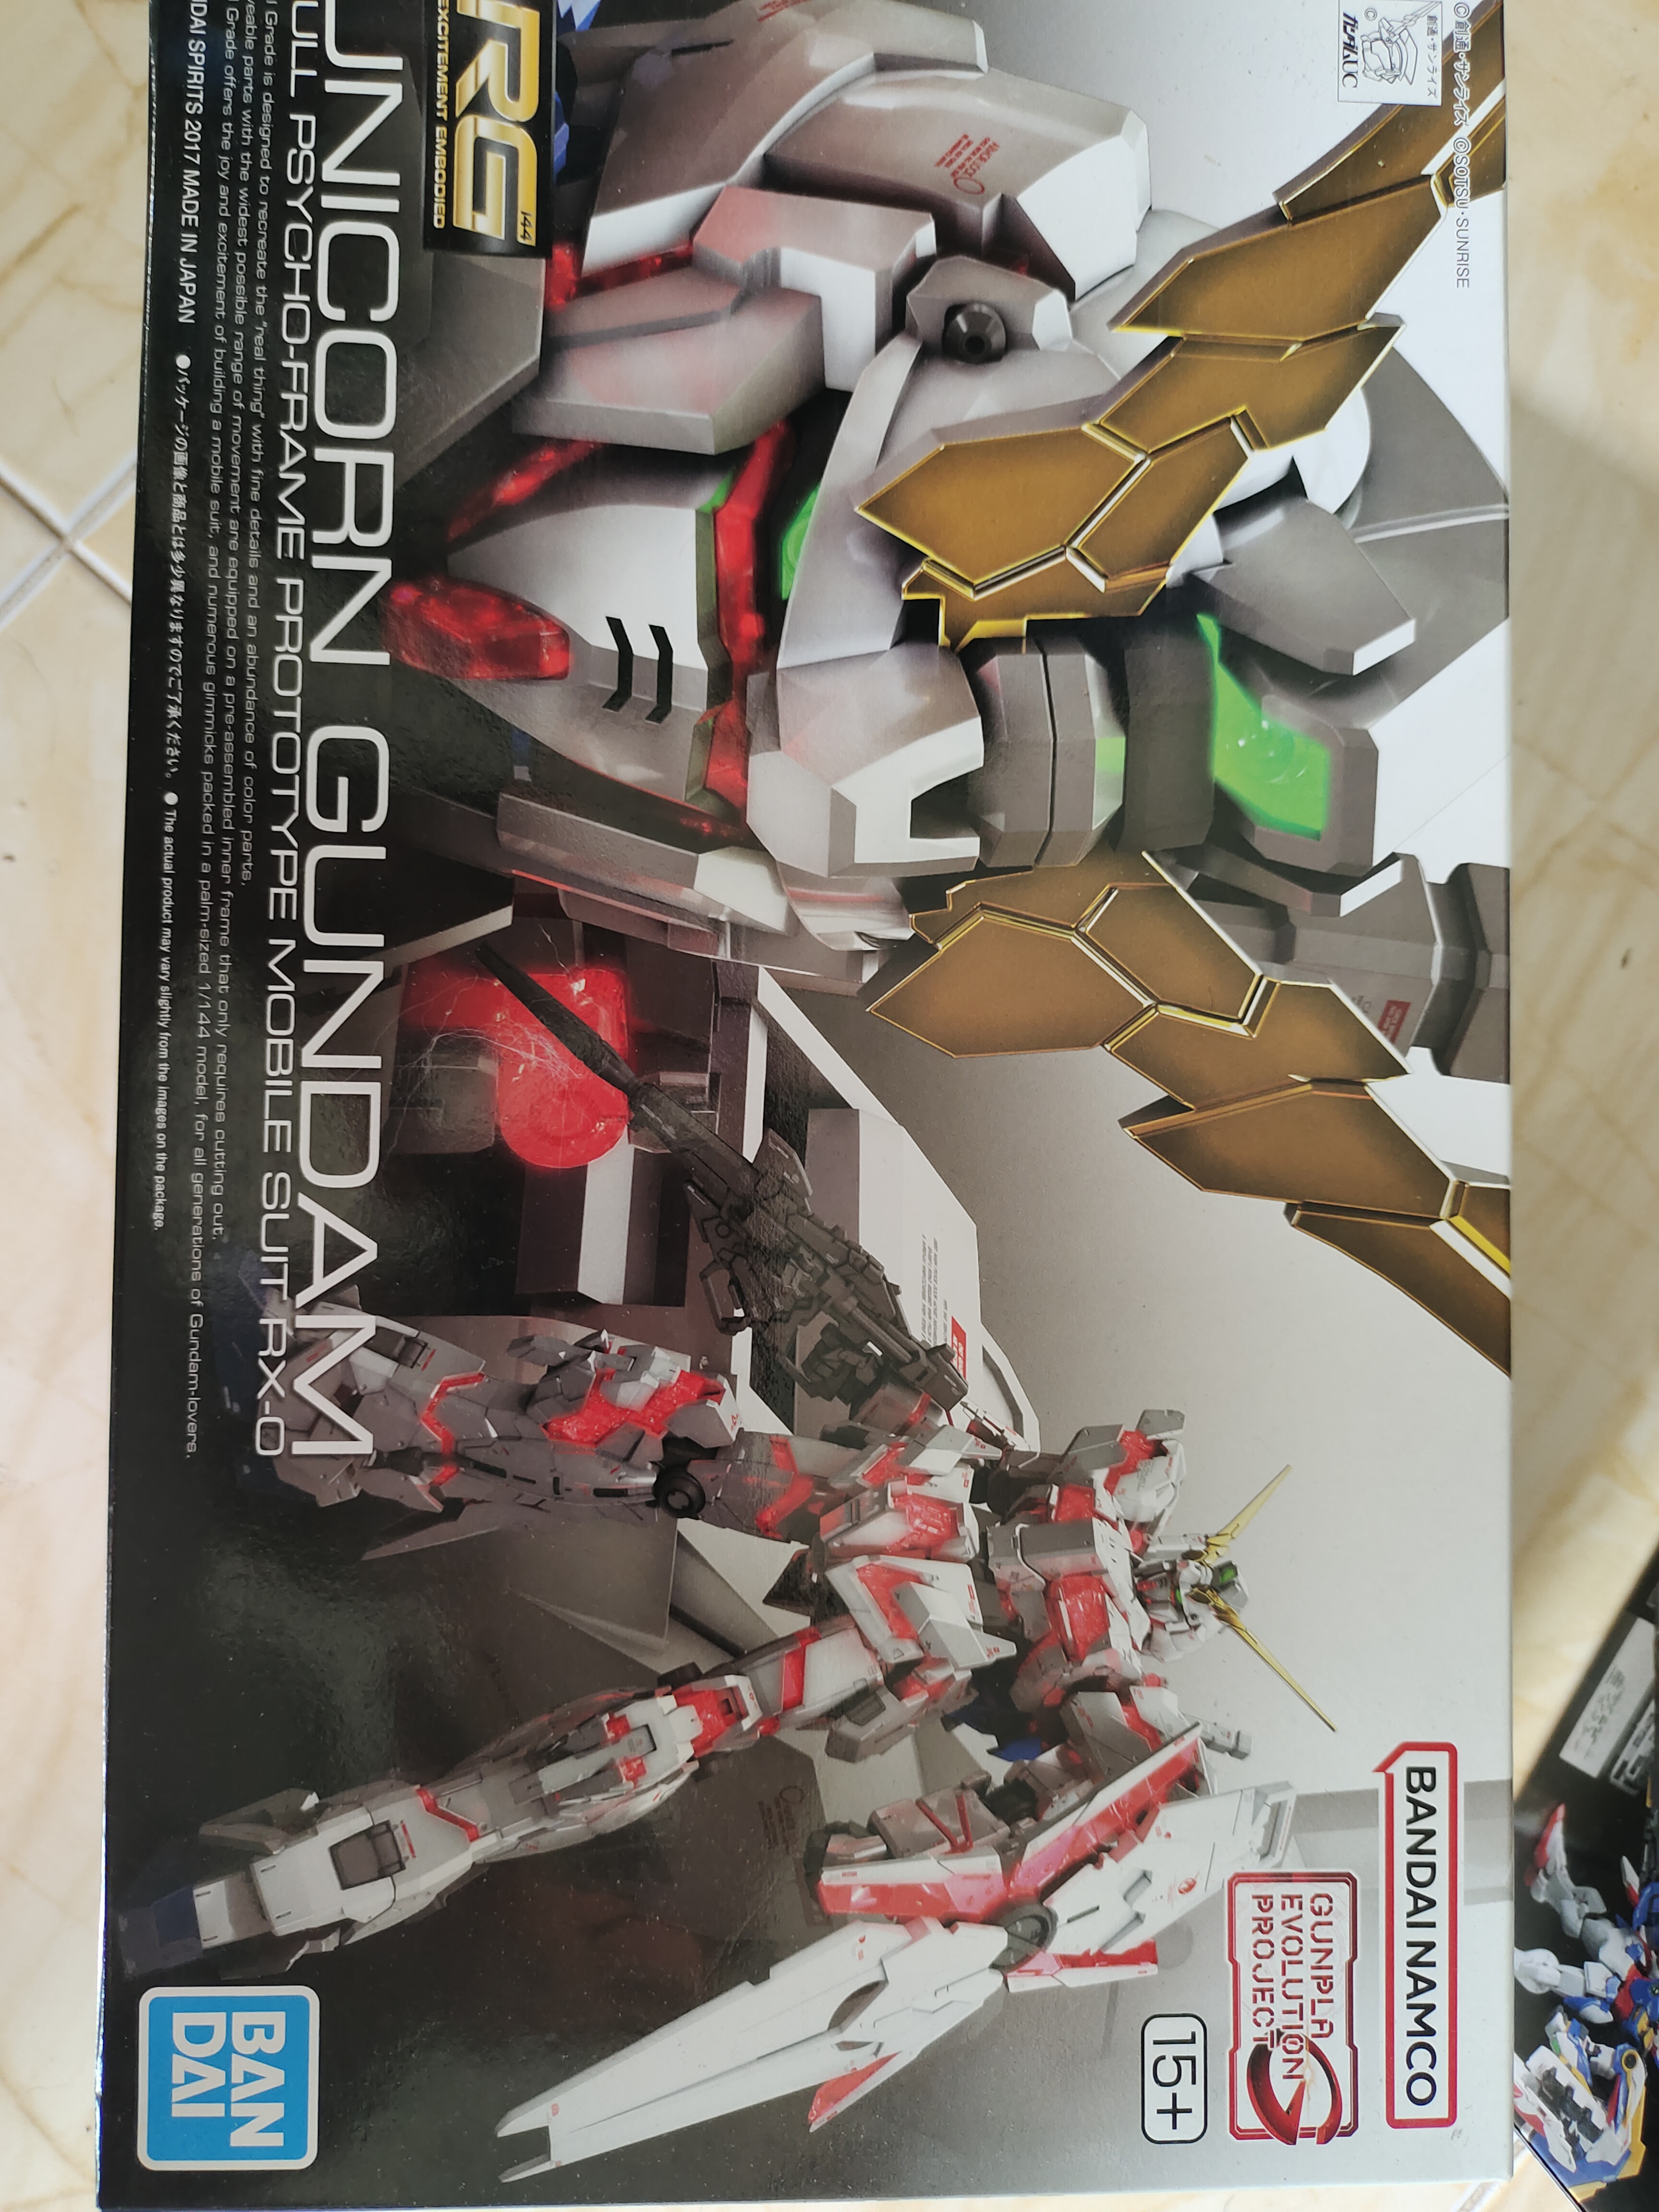 ©創通・サンライズ ©SOTSU・SUNRISE
創通・サンライズ
©
ガンダムUC
BANDAI NAMCO
GUNPLA
EVOLUTION
PROJECT
15+
RG
144
EXCITEMENT EMBODIED
UNICORN GUNDAM
ULL PSYCHO-FRAME PROTOTYPE MOBILE SUIT RX-0
l Grade is designed to recreate the "real thing" with fine details and an abundance of color parts.
veable parts with the widest possible range of movement are equipped on a pre-assembled inner frame that only requires cutting out.
l Grade offers the joy and excitement of building a mobile suit, and numerous gimmicks packed in a palm-sized 1/144 model, for all generations of Gundam-lovers.
DAI SPIRITS 2017 MADE IN JAPAN ●パッケージの画像と商品とは多少異なりますのでご了承ください。 ● The actual product may vary slightly from the images on the package.
BAN
DAI